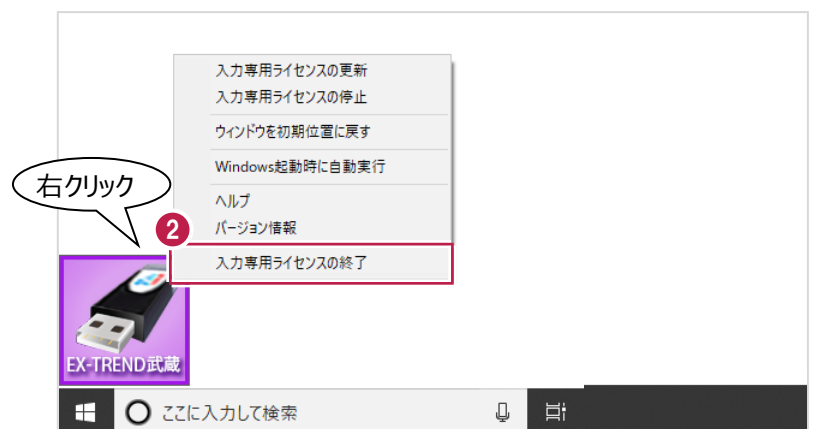 入力専用ライセンスの更新
入力専用ライセンスの停止
ウィンドウを初期位置に戻す
Windows起動時に自動実行
ヘルプ
バージョン情報
入力専用ライセンスの終了
右クリック
2
EX-TREND武蔵
ここに入力して検索